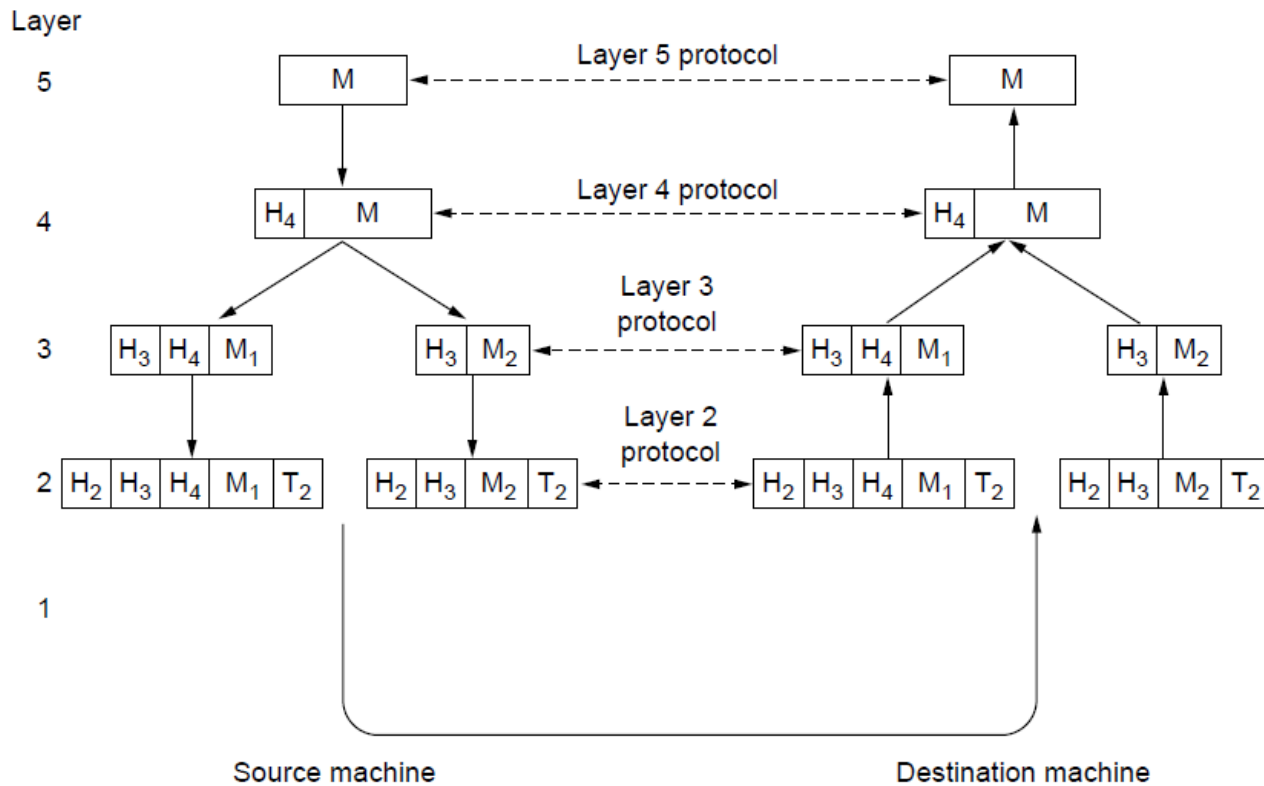 Layer
5 M Layer 5 protocol M
4 H₄ M Layer 4 protocol H₄ M
Layer 3
protocol
3 H₃ H₄ M₁ H₃ M₂ H₃ H₄ M₁ H₃ M₂
Layer 2
protocol
2 H₂ H₃ H₄ M₁ T₂ H₂ H₃ M₂ T₂ H₂ H₃ H₄ M₁ T₂ H₂ H₃ M₂ T₂
1
Source machine Destination machine